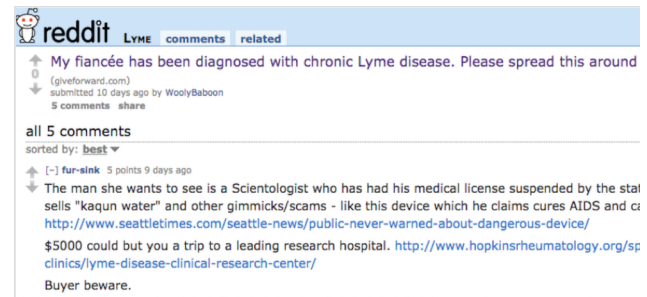 reddit LYME comments related
My fiancée has been diagnosed with chronic Lyme disease. Please spread this around
0
(giveforward.com)
submitted 10 days ago by WoolyBaboon
5 comments share
all 5 comments
sorted by: best
[-] fur-sink 5 points 9 days ago
The man she wants to see is a Scientologist who has had his medical license suspended by the
sells "kaqun water" and other gimmicks/scams - like this device which he claims cures AIDS and
http://www.seattletimes.com/seattle-news/public-never-warned-about-dangerous-device/
$5000 could but you a trip to a leading research hospital. http://www.hopkinsrheumatology.org/sp
clinics/lyme-disease-clinical-research-center/
Buyer beware.